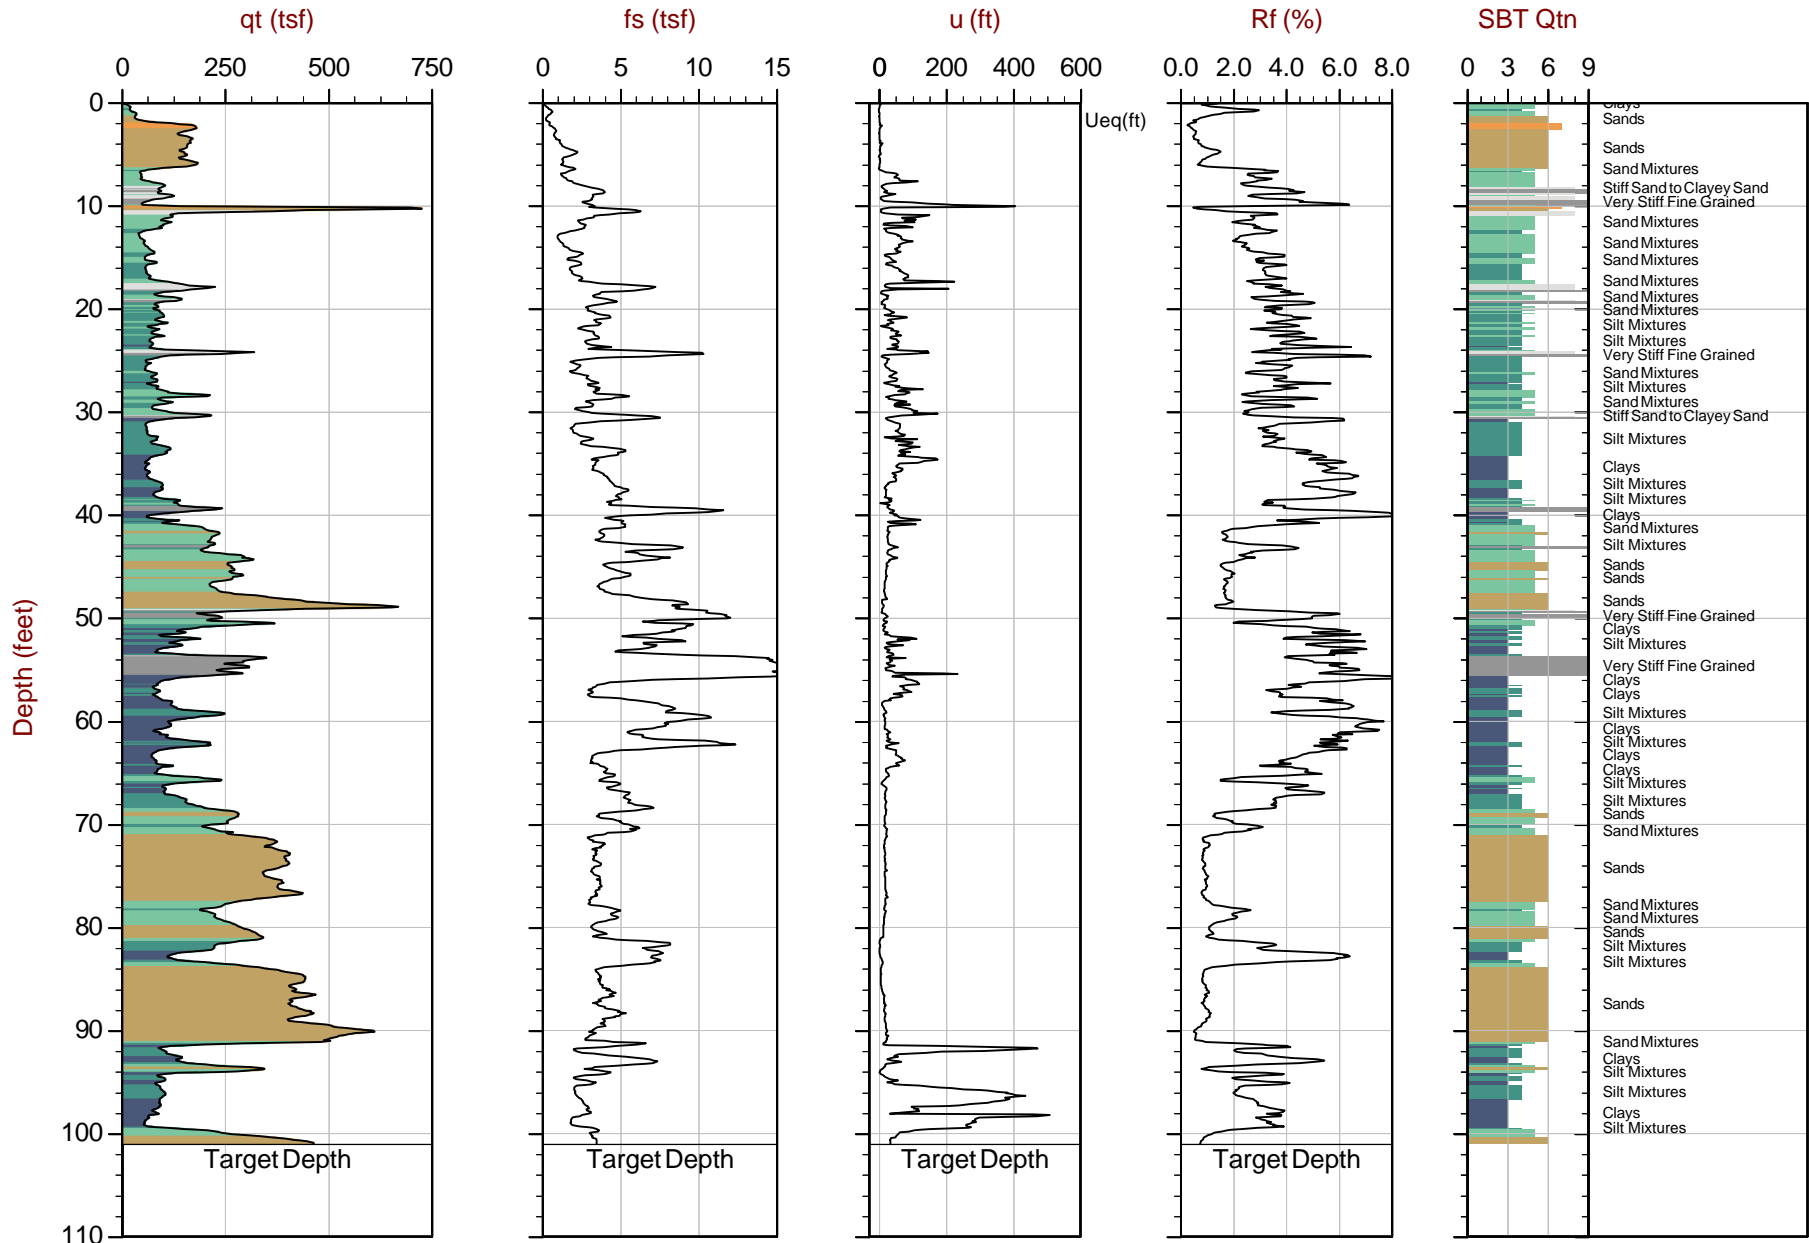 qt (tsf) fs (tsf) u (ft) Rf (%) SBT Qtn
0 250 500 750 0 5 10 15 0 200 400 600 0.0 2.0 4.0 6.0 8.0 0 3 6 9
0
Clays
Ueq(ft)
Sands
Sands
Sand Mixtures
Stiff Sand to Clayey Sand
10
Very Stiff Fine Grained
Sand Mixtures
Sand Mixtures
Sand Mixtures
Sand Mixtures
Sand Mixtures
20
Sand Mixtures
Silt Mixtures
Silt Mixtures
Very Stiff Fine Grained
Sand Mixtures
Silt Mixtures
Sand Mixtures
30
Stiff Sand to Clayey Sand
Silt Mixtures
Clays
Silt Mixtures
Silt Mixtures
40
Clays
Sand Mixtures
Silt Mixtures
Sands
Sands
Sands
50
Very Stiff Fine Grained
Clays
Silt Mixtures
Very Stiff Fine Grained
Clays
Clays
Silt Mixtures
60
Clays
Silt Mixtures
Clays
Clays
Silt Mixtures
Silt Mixtures
Sands
70
Sand Mixtures
Sands
Sand Mixtures
Sand Mixtures
80
Sands
Silt Mixtures
Silt Mixtures
Sands
90
Sand Mixtures
Clays
Silt Mixtures
Silt Mixtures
Clays
Silt Mixtures
100
Target Depth Target Depth Target Depth Target Depth
110
Depth (feet)